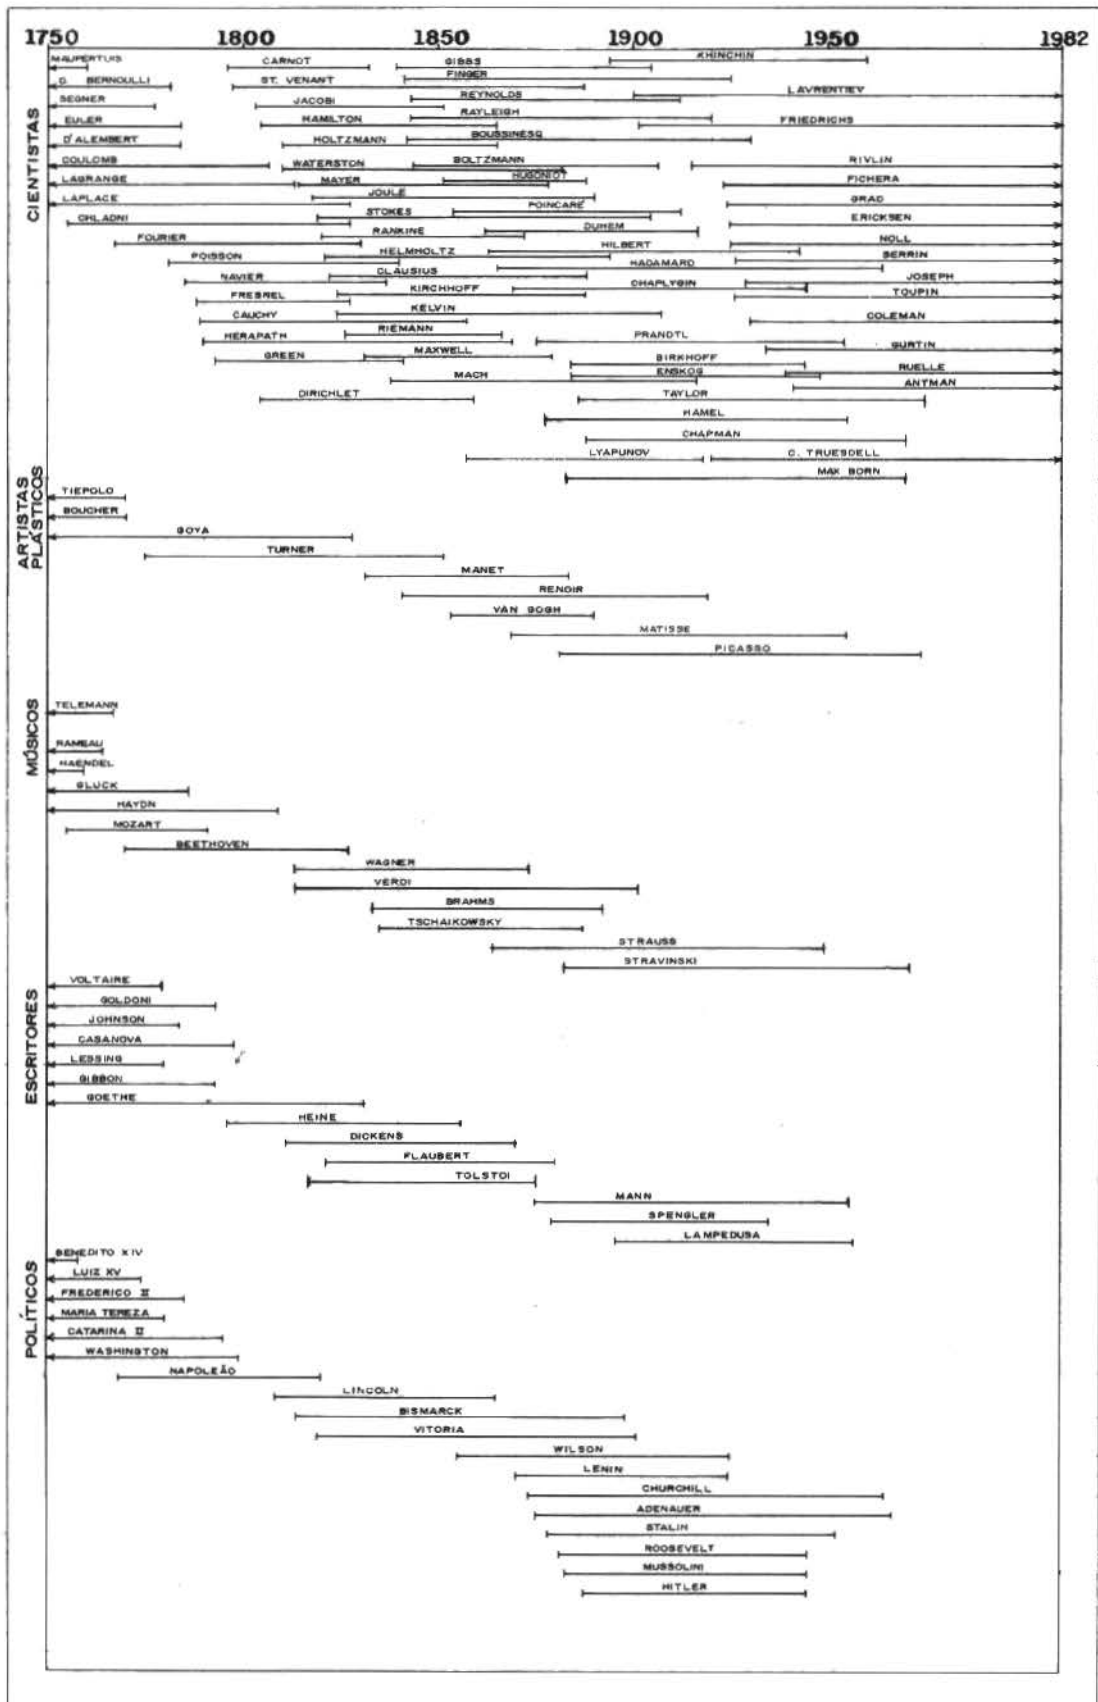 1750 1800 1850 1900 1950 1982
CIENTISTAS
MAUPERTUIS CARNOT GIBBS KHINCHIN
D. BERNOULLI ST. VENANT FINGER
SEGNER JACOBI REYNOLDS LAVRENTIEV
EULER HAMILTON RAYLEIGH FRIEDRICHS
D'ALEMBERT HOLTZMANN BOUSSINESQ
COULOMB WATERSTON BOLTZMANN RIVLIN
LAGRANGE MAYER HUGONIOT FICHERA
LAPLACE JOULE POINCARÉ GRAD
CHLADNI STOKES DUHEM ERICKSEN
FOURIER RANKINE HILBERT NOLL
POISSON HELMHOLTZ HADAMARD SERRIN
NAVIER CLAUSIUS CHAPLYGIN JOSEPH
FRESNEL KIRCHHOFF TOUPIN
CAUCHY KELVIN COLEMAN
HERAPATH RIEMANN PRANDTL GURTIN
GREEN MAXWELL BIRKHOFF RUELLE
MACH ENSKOG ANTMAN
DIRICHLET TAYLOR
HAMEL
CHAPMAN
LYAPUNOV C. TRUESDELL
MAX BORN
ARTISTAS
PLÁSTICOS
TIEPOLO
BOUCHER
GOYA
TURNER
MANET
RENOIR
VAN GOGH
MATISSE
PICASSO
MÚSICOS
TELEMANN
RAMEAU
HAENDEL
GLUCK
HAYDN
MOZART
BEETHOVEN
WAGNER
VERDI
BRAHMS
TSCHAIKOWSKY
STRAUSS
STRAVINSKI
ESCRITORES
VOLTAIRE
GOLDONI
JOHNSON
CASANOVA
LESSING
GIBBON
GOETHE
HEINE
DICKENS
FLAUBERT
TOLSTOI
MANN
SPENGLER
LAMPEDUSA
POLÍTICOS
BENEDITO XIV
LUIZ XV
FREDERICO II
MARIA TEREZA
CATARINA II
WASHINGTON
NAPOLEÃO
LINCOLN
BISMARCK
VITORIA
WILSON
LENIN
CHURCHILL
ADENAUER
STALIN
ROOSEVELT
MUSSOLINI
HITLER